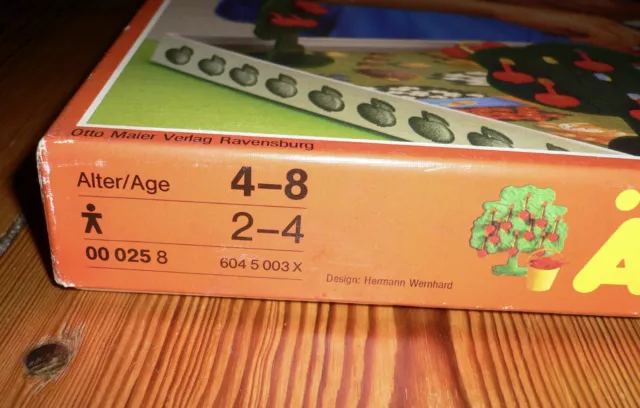 Otto Maier Verlag Ravensburg
Alter/Age 4–8
2–4
00 025 8 604 5 003 X
Design: Hermann Wernhard
Ä